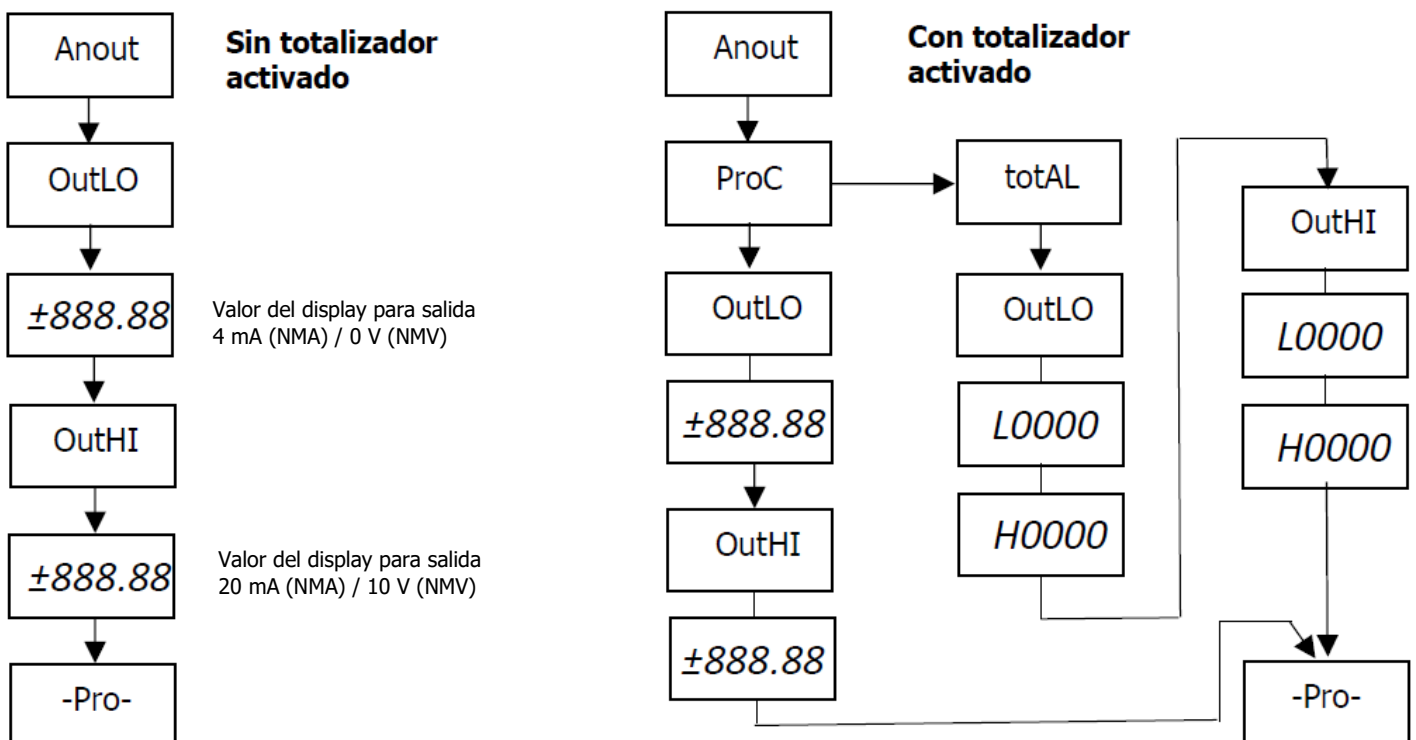 Anout
Sin totalizador
activado
OutLO
±888.88
Valor del display para salida
4 mA (NMA) / 0 V (NMV)
OutHI
±888.88
Valor del display para salida
20 mA (NMA) / 10 V (NMV)
-Pro-
Anout
Con totalizador
activado
ProC
OutLO
±888.88
OutHI
±888.88
totAL
OutLO
L0000
H0000
OutHI
L0000
H0000
-Pro-